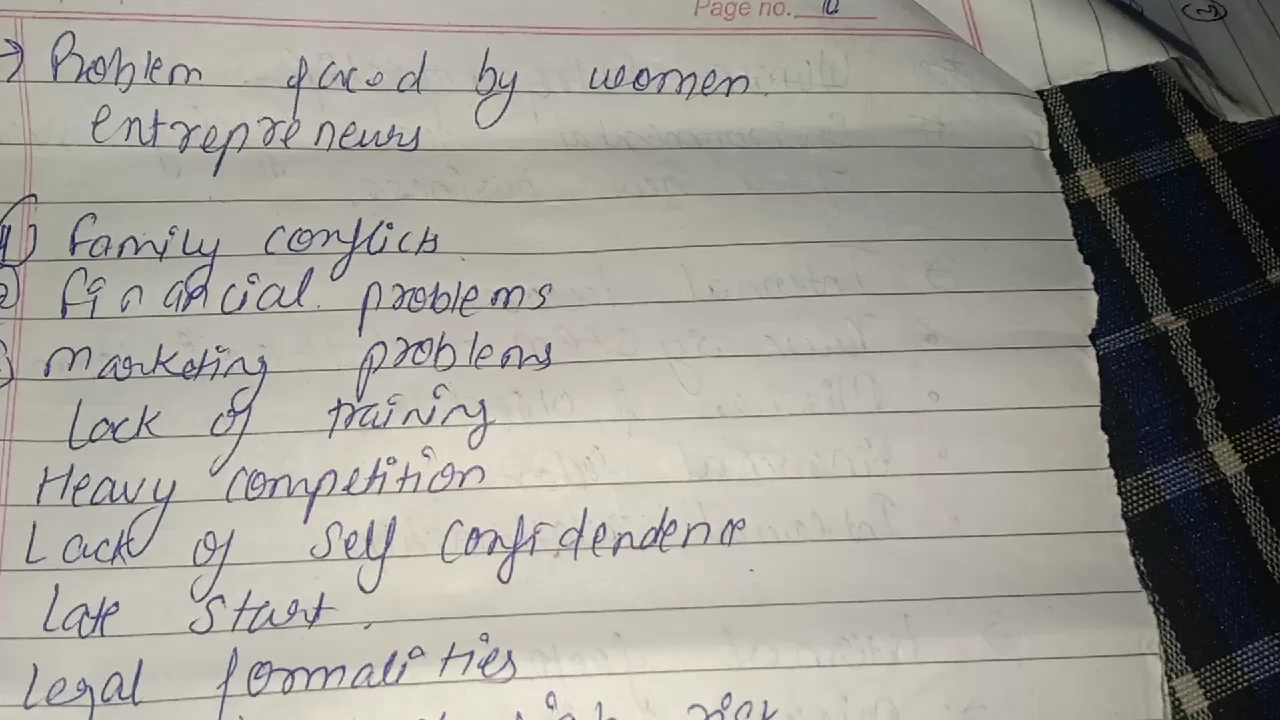 Page no. 10
→ Problem faced by women
entrepreneurs
1) Family conflicts
2) Financial problems
3) Marketing problems
Lack of training
Heavy competition
Lack of self confidendence
Late start.
Legal formalities
risk